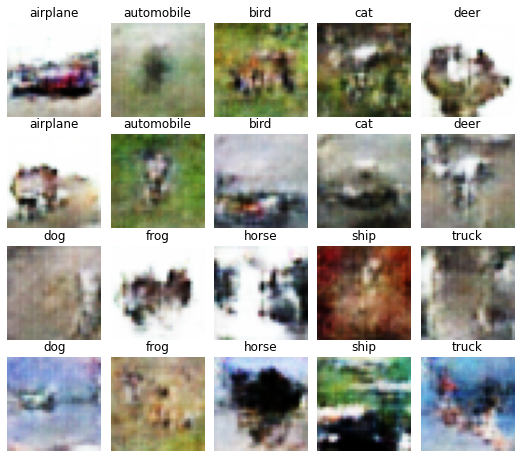 airplane automobile bird cat deer
airplane automobile bird cat deer
dog frog horse ship truck
dog frog horse ship truck